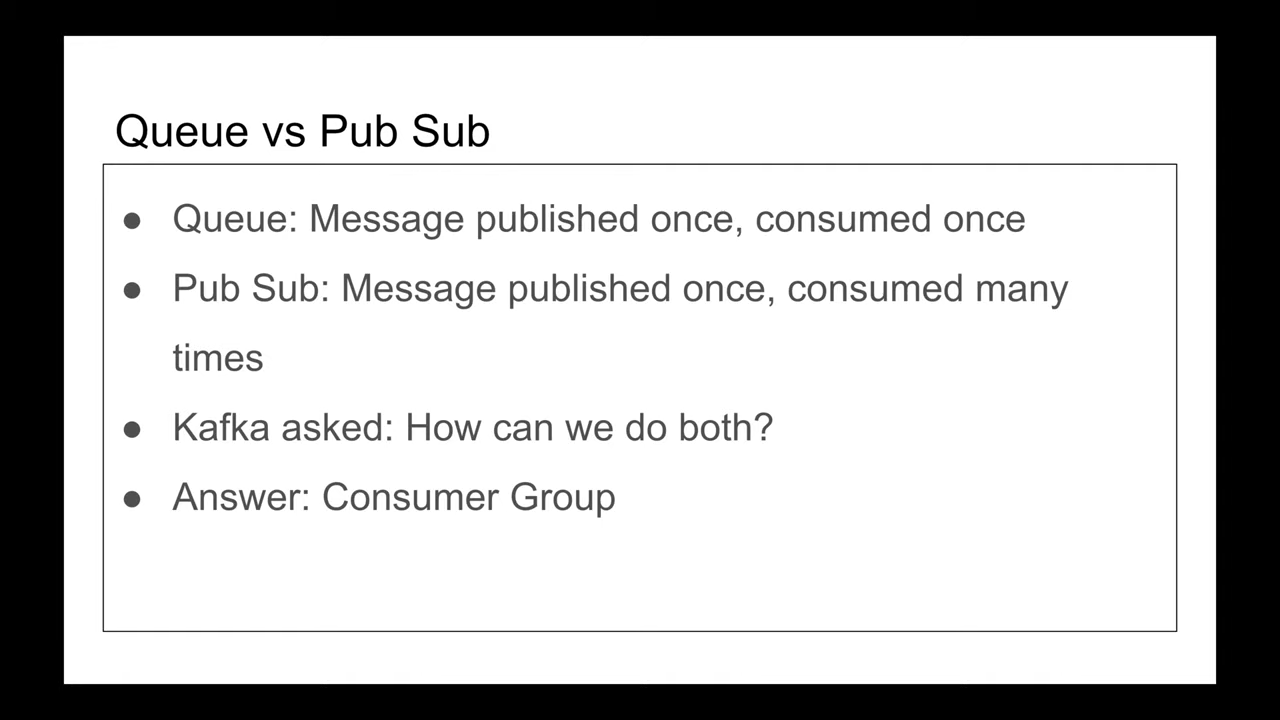 Queue vs Pub Sub
● Queue: Message published once, consumed once
● Pub Sub: Message published once, consumed many
times
● Kafka asked: How can we do both?
● Answer: Consumer Group